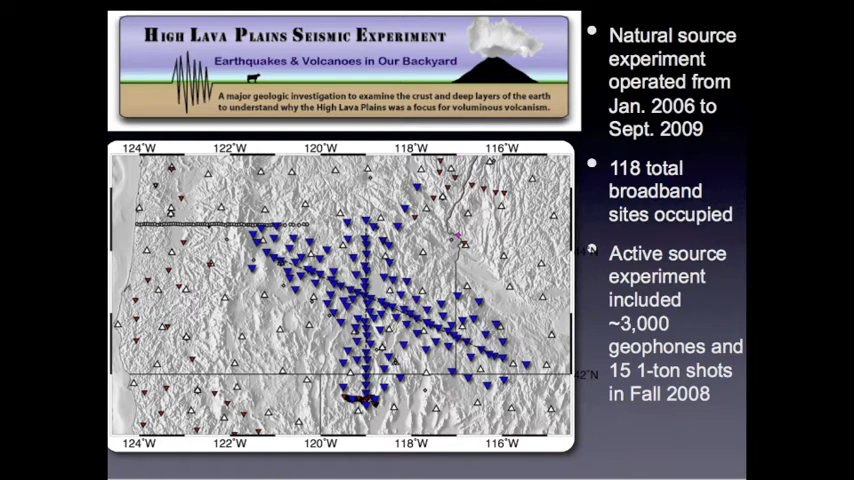 HIGH LAVA PLAINS SEISMIC EXPERIMENT
Earthquakes & Volcanoes in Our Backyard
A major geologic investigation to examine the crust and deep layers of the earth
to understand why the High Lava Plains was a focus for voluminous volcanism.
124˚W 122˚W 120˚W 118˚W 116˚W
44˚N
42˚N
124˚W 122˚W 120˚W 118˚W 116˚W
• Natural source
experiment
operated from
Jan. 2006 to
Sept. 2009
• 118 total
broadband
sites occupied
• Active source
experiment
included
~3,000
geophones and
15 1-ton shots
in Fall 2008